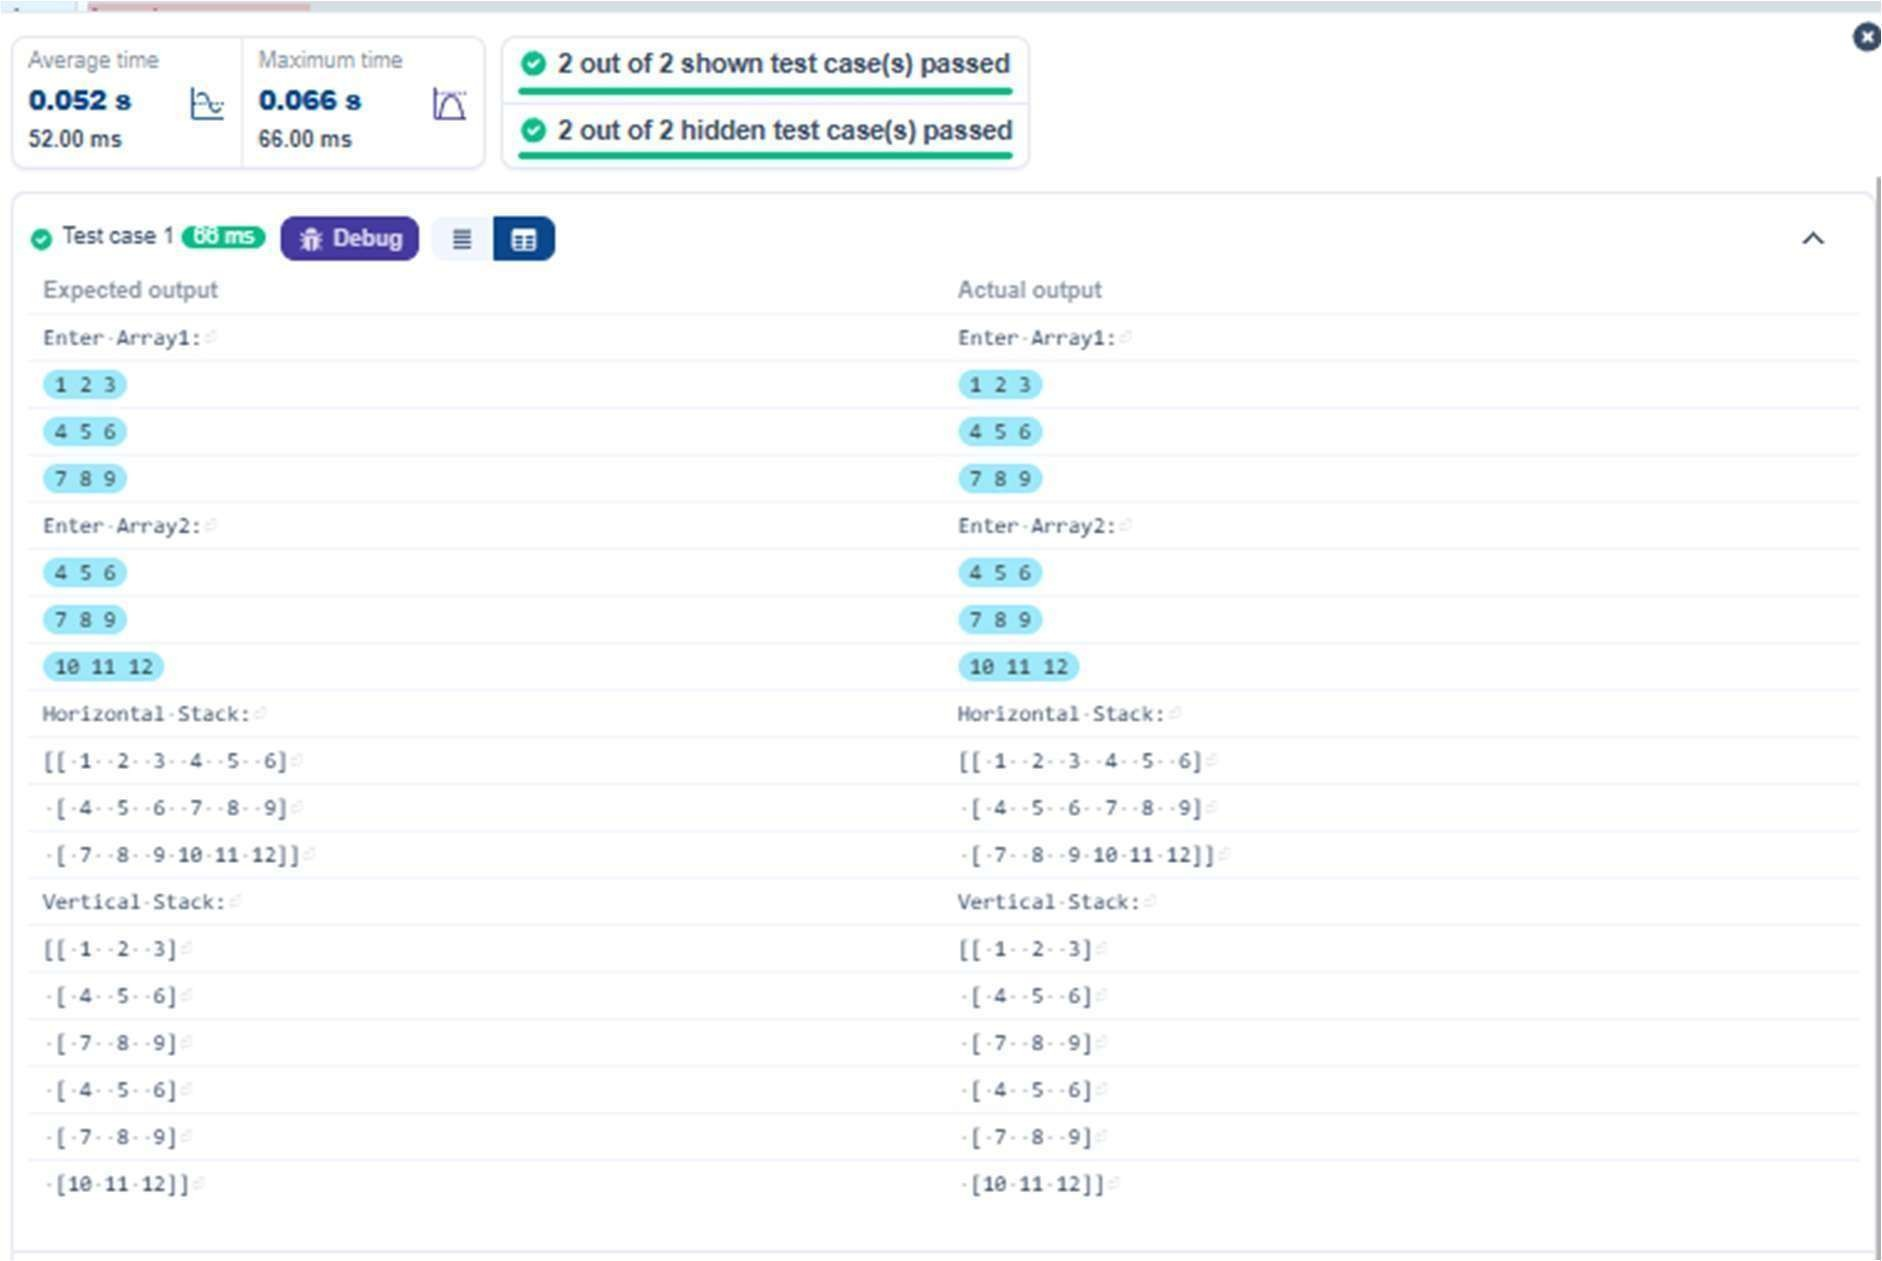 Average time
0.052 s
52.00 ms
Maximum time
0.066 s
66.00 ms
2 out of 2 shown test case(s) passed
2 out of 2 hidden test case(s) passed
Test case 1 66 ms Debug
Expected output Actual output
Enter·Array1: Enter·Array1:
1 2 3 1 2 3
4 5 6 4 5 6
7 8 9 7 8 9
Enter·Array2: Enter·Array2:
4 5 6 4 5 6
7 8 9 7 8 9
10 11 12 10 11 12
Horizontal·Stack: Horizontal·Stack:
[[·1··2··3··4··5··6] [[·1··2··3··4··5··6]
·[·4··5··6··7··8··9] ·[·4··5··6··7··8··9]
·[·7··8··9·10·11·12]] ·[·7··8··9·10·11·12]]
Vertical·Stack: Vertical·Stack:
[[·1··2··3] [[·1··2··3]
·[·4··5··6] ·[·4··5··6]
·[·7··8··9] ·[·7··8··9]
·[·4··5··6] ·[·4··5··6]
·[·7··8··9] ·[·7··8··9]
·[10·11·12]] ·[10·11·12]]